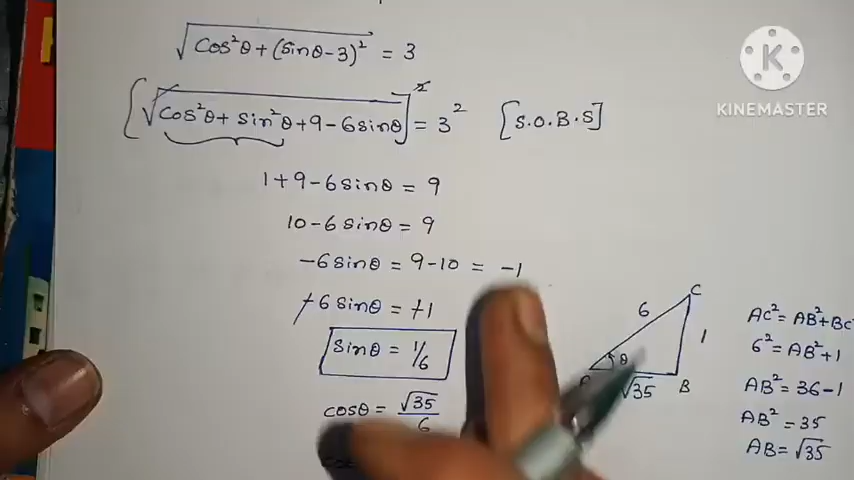 √cos²θ + (sinθ-3)² = 3
[√cos²θ + sin²θ + 9 - 6sinθ]² = 3² [S.O.B.S]
1 + 9 - 6sinθ = 9
10 - 6sinθ = 9
-6sinθ = 9-10 = -1
+6sinθ = +1
sinθ = 1/6
cosθ = √35/6
C
6
1
θ
√35
B
AC² = AB² + BC
6² = AB² + 1
AB² = 36 - 1
AB² = 35
AB = √35
K
KINEMASTER